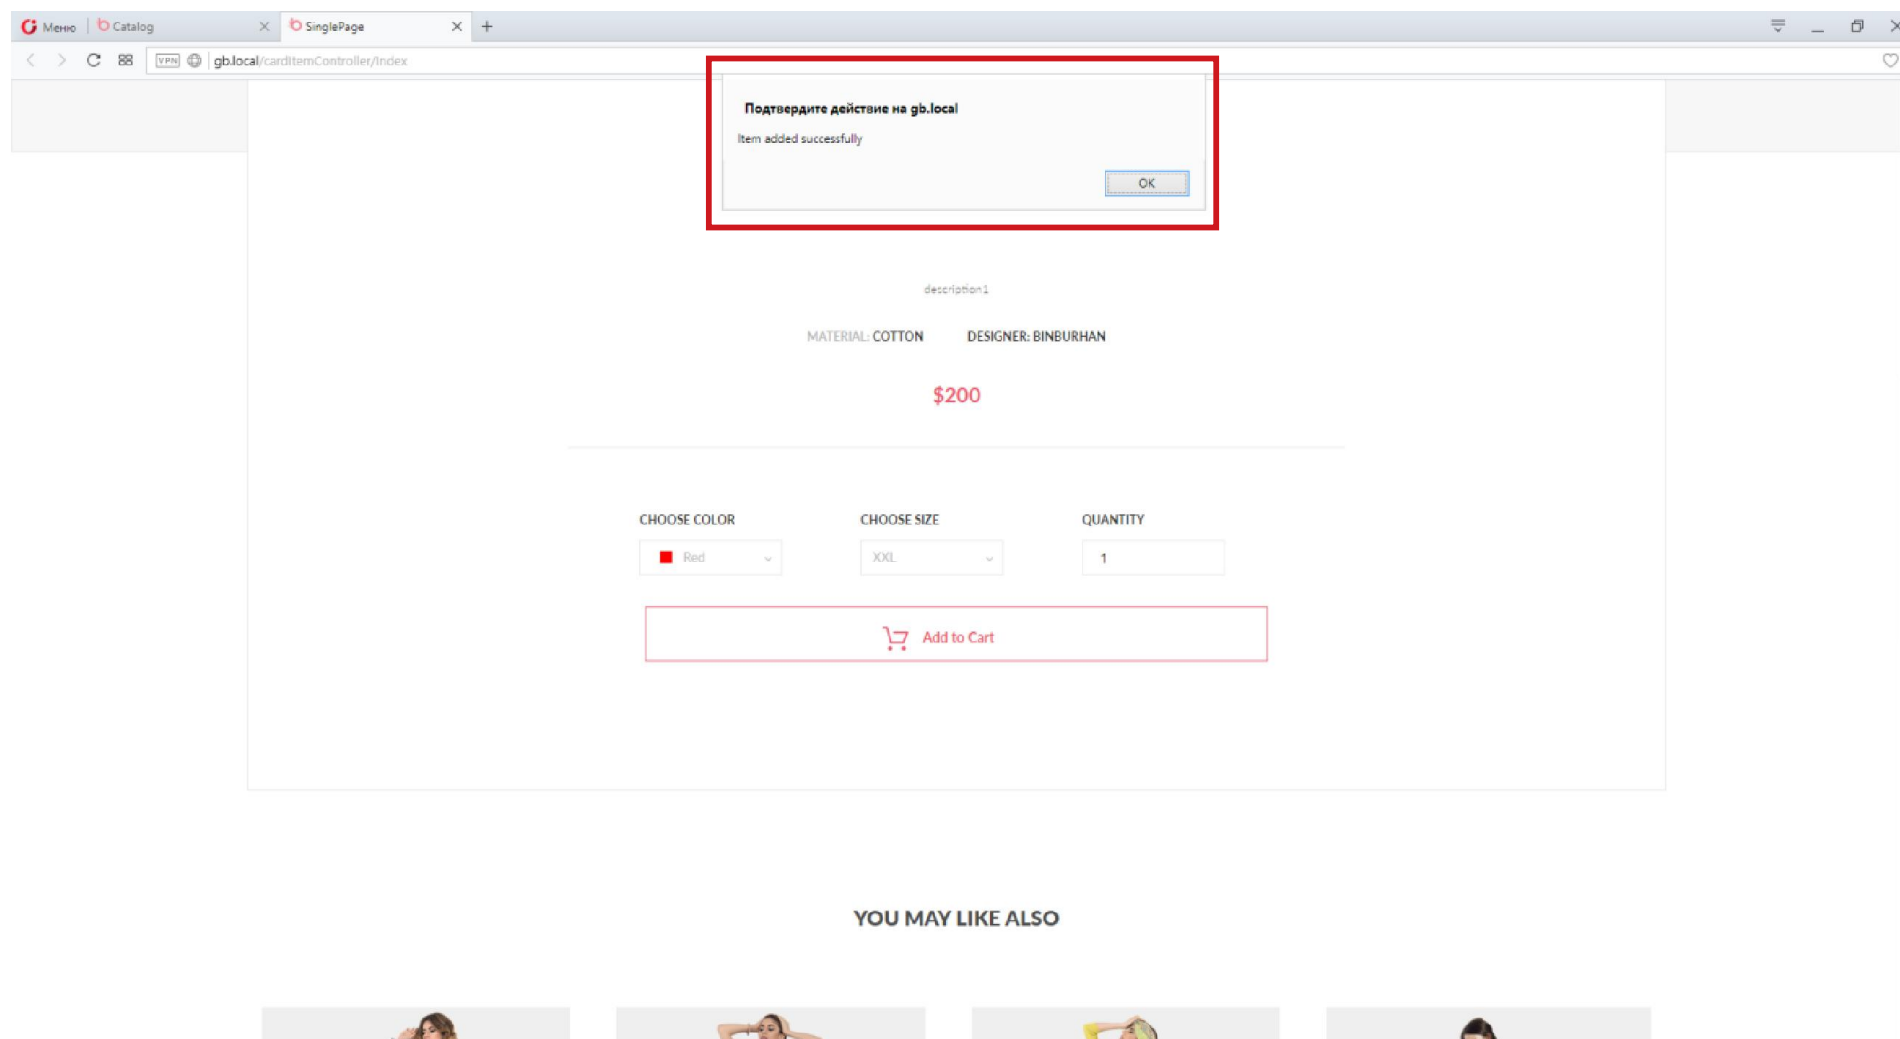 Меню Catalog SinglePage
VPN gb.local/cardItemController/Index
Подтвердите действие на gb.local
Item added successfully
OK
description1
MATERIAL: COTTON DESIGNER: BINBURHAN
$200
CHOOSE COLOR CHOOSE SIZE QUANTITY
Red XXL 1
Add to Cart
YOU MAY LIKE ALSO